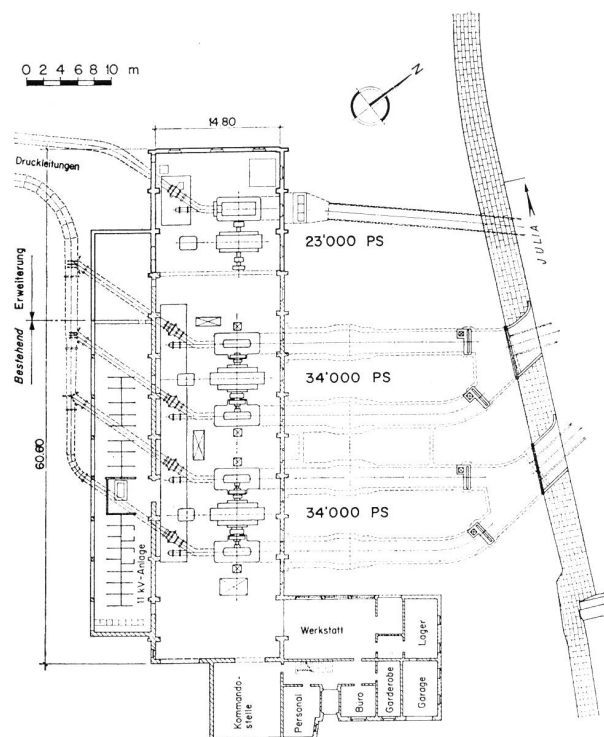 0 2 4 6 8 10 m
N
14.80
Druckleitungen
23'000 PS
JULIA
Erweiterung
Bestehend
34'000 PS
60.80
34'000 PS
11 kV-Anlage
Werkstatt
Lager
Kommando-
stelle
Personal
Büro
Garderobe
Garage